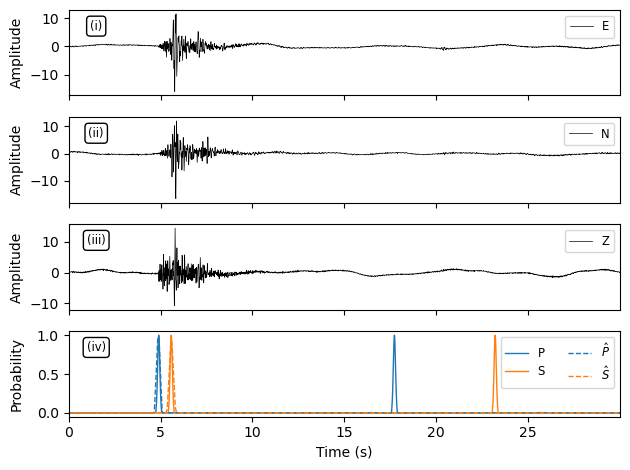 10
0
−10
Amplitude
(i)
E
10
0
−10
Amplitude
(ii)
N
10
0
−10
Amplitude
(iii)
Z
1.0
0.5
0.0
Probability
(iv)
P P̂
S Ŝ
0 5 10 15 20 25
Time (s)